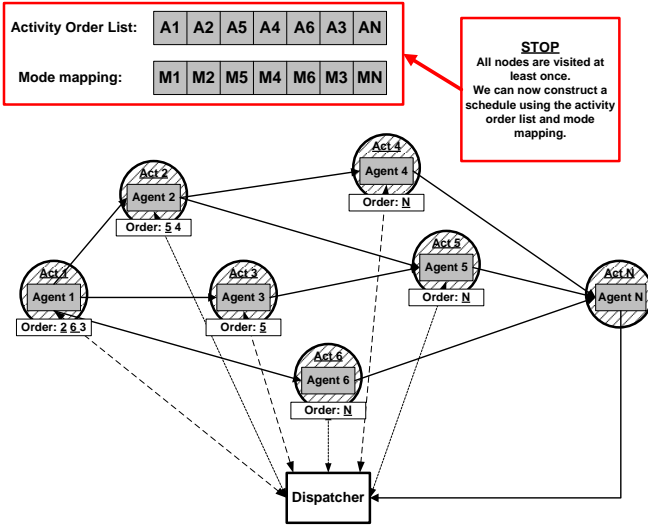 Activity Order List: A1 A2 A5 A4 A6 A3 AN
Mode mapping: M1 M2 M5 M4 M6 M3 MN
STOP
All nodes are visited at
least once.
We can now construct a
schedule using the activity
order list and mode
mapping.
Act 4
Agent 4
Order: N
Act 2
Agent 2
Order: 5 4
Act 5
Agent 5
Order: N
Act 1
Agent 1
Order: 2 6 3
Act 3
Agent 3
Order: 5
Act N
Agent N
Act 6
Agent 6
Order: N
Dispatcher